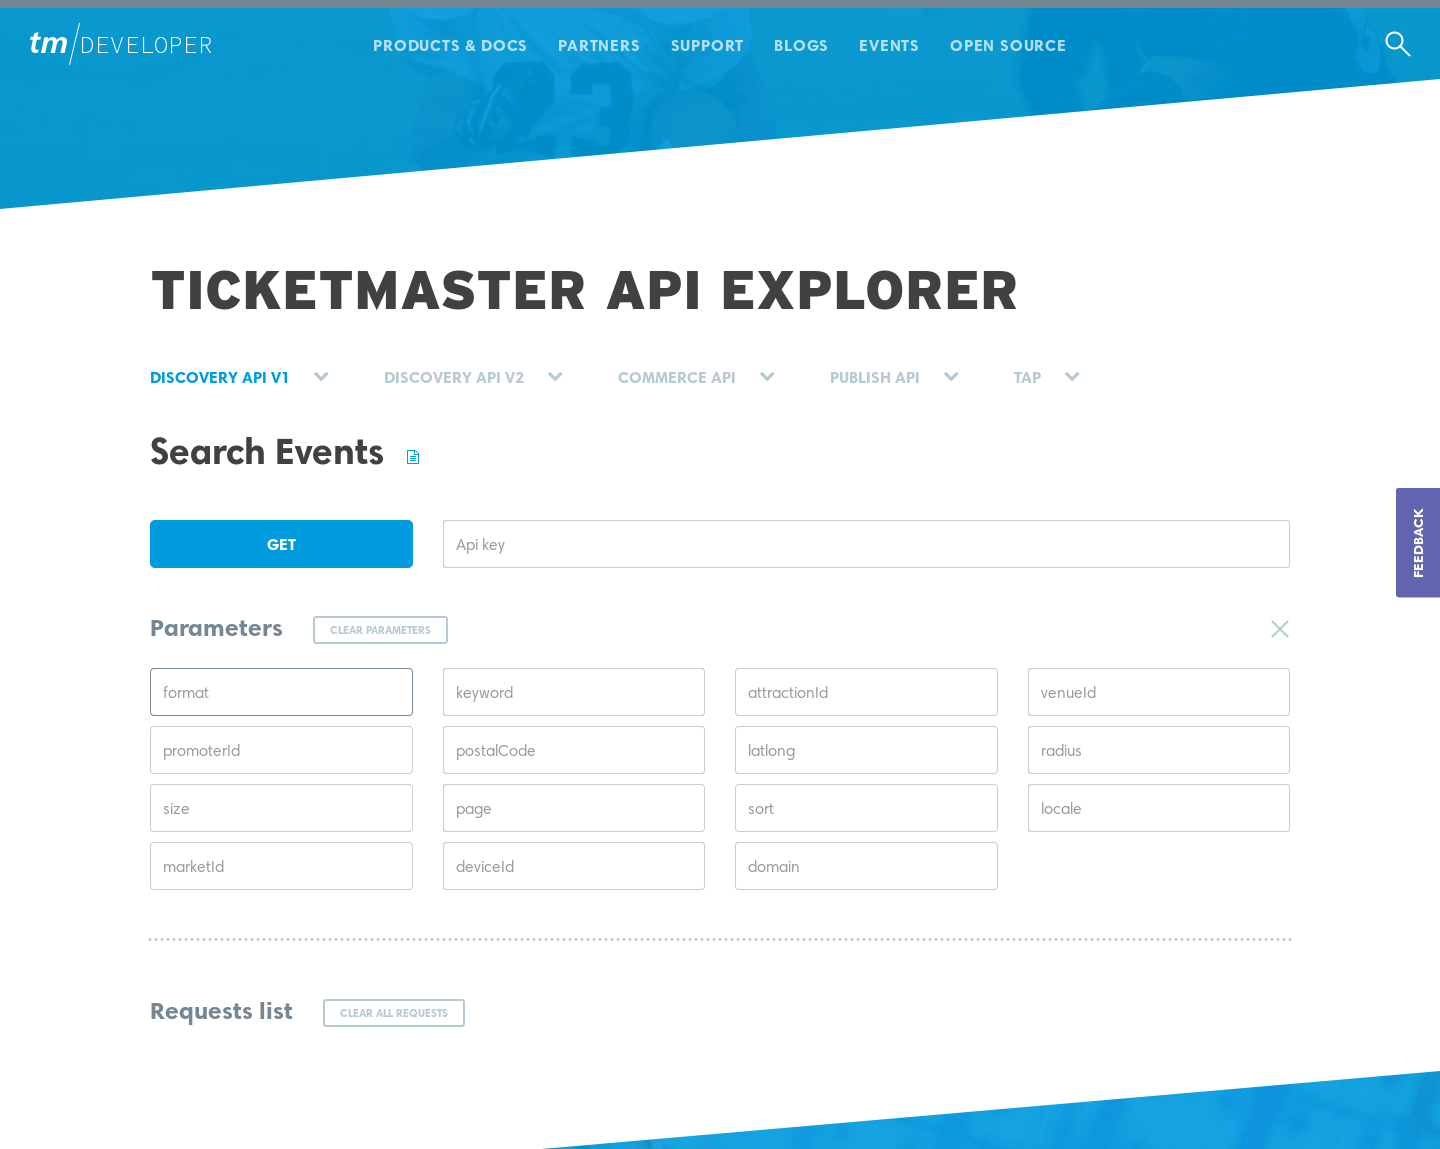 tm/DEVELOPER PRODUCTS & DOCS PARTNERS SUPPORT BLOGS EVENTS OPEN SOURCE
33
TICKETMASTER API EXPLORER
DISCOVERY API V1 DISCOVERY API V2 COMMERCE API PUBLISH API TAP
Search Events
GET Api key
FEEDBACK
Parameters CLEAR PARAMETERS
format keyword attractionId venueId
promoterId postalCode latlong radius
size page sort locale
marketId deviceId domain
Requests list CLEAR ALL REQUESTS